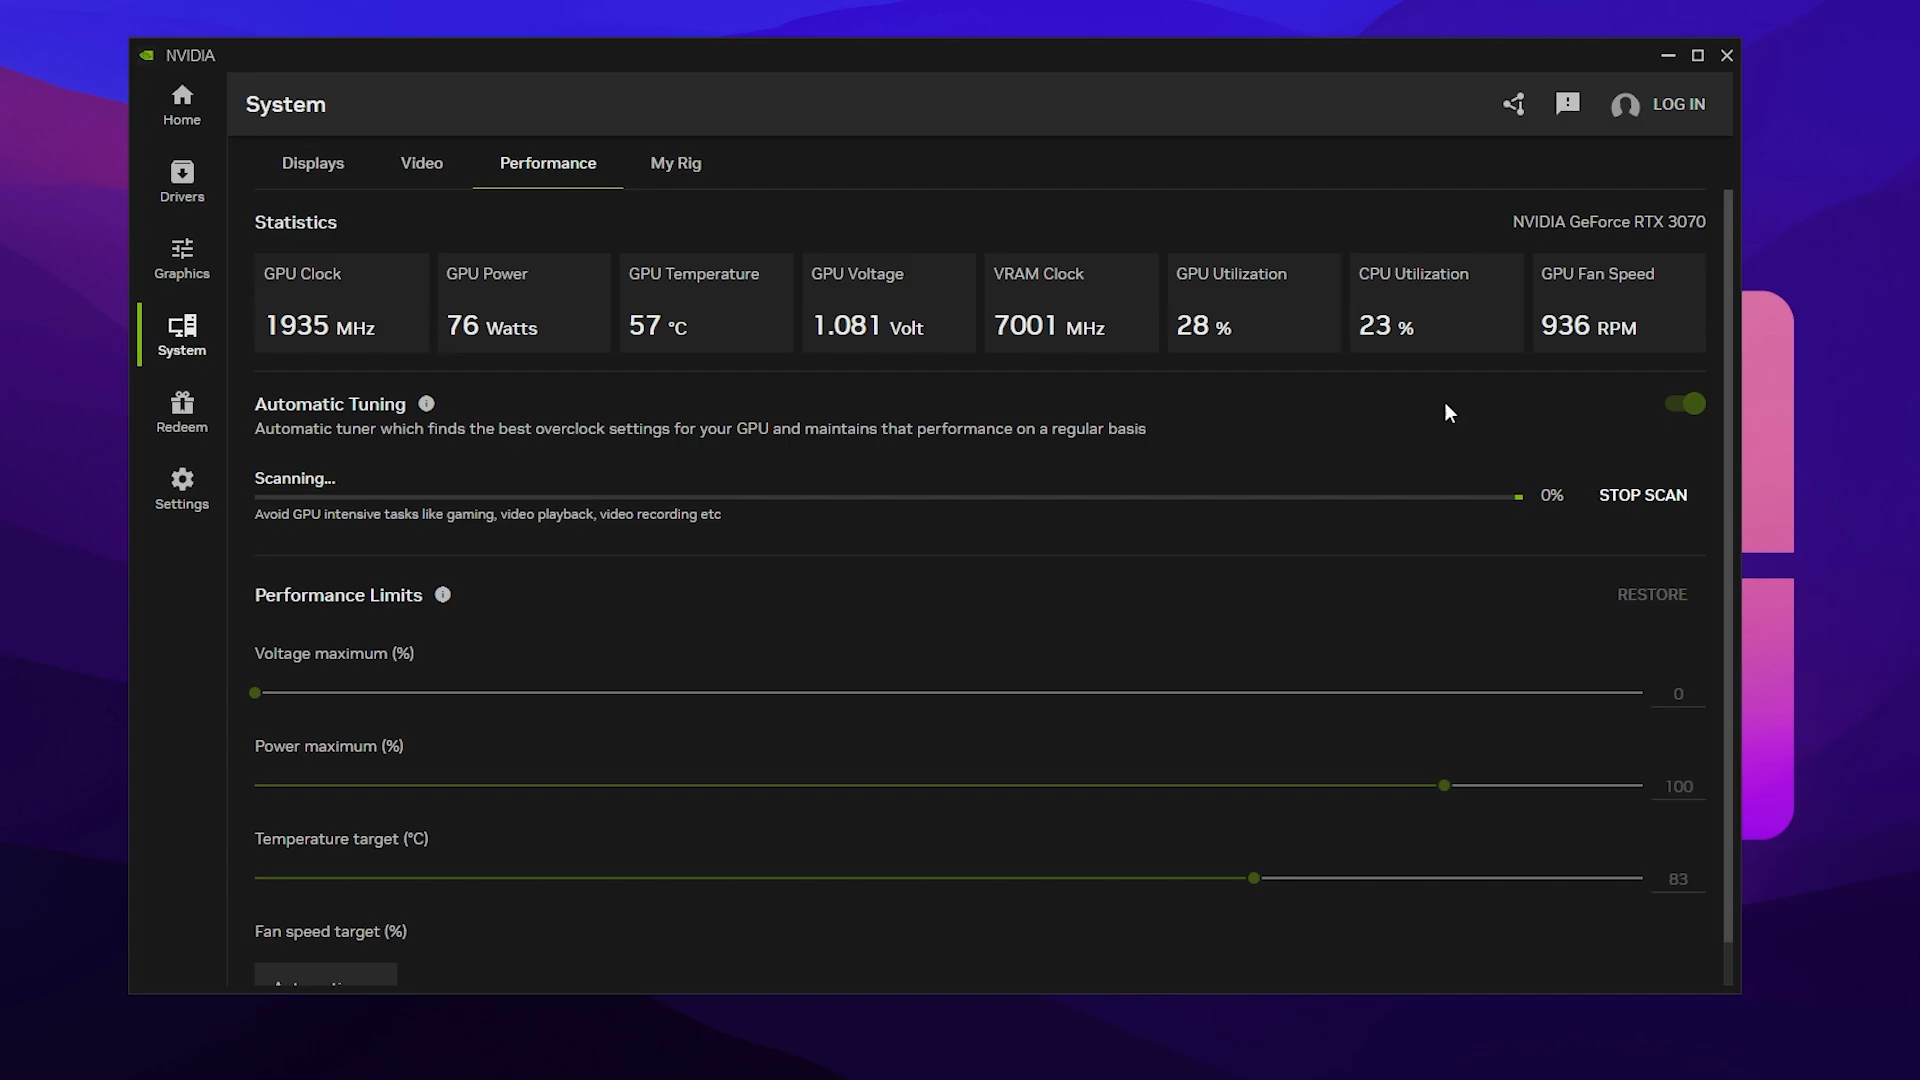 NVIDIA
Home
Drivers
Graphics
System
Redeem
Settings
System
LOG IN
Displays
Video
Performance
My Rig
Statistics
NVIDIA GeForce RTX 3070
GPU Clock
1935 MHz
GPU Power
76 Watts
GPU Temperature
57 °C
GPU Voltage
1.081 Volt
VRAM Clock
7001 MHz
GPU Utilization
28 %
CPU Utilization
23 %
GPU Fan Speed
936 RPM
Automatic Tuning
Automatic tuner which finds the best overclock settings for your GPU and maintains that performance on a regular basis
Scanning...
0%
STOP SCAN
Avoid GPU intensive tasks like gaming, video playback, video recording etc
Performance Limits
RESTORE
Voltage maximum (%)
0
Power maximum (%)
100
Temperature target (°C)
83
Fan speed target (%)